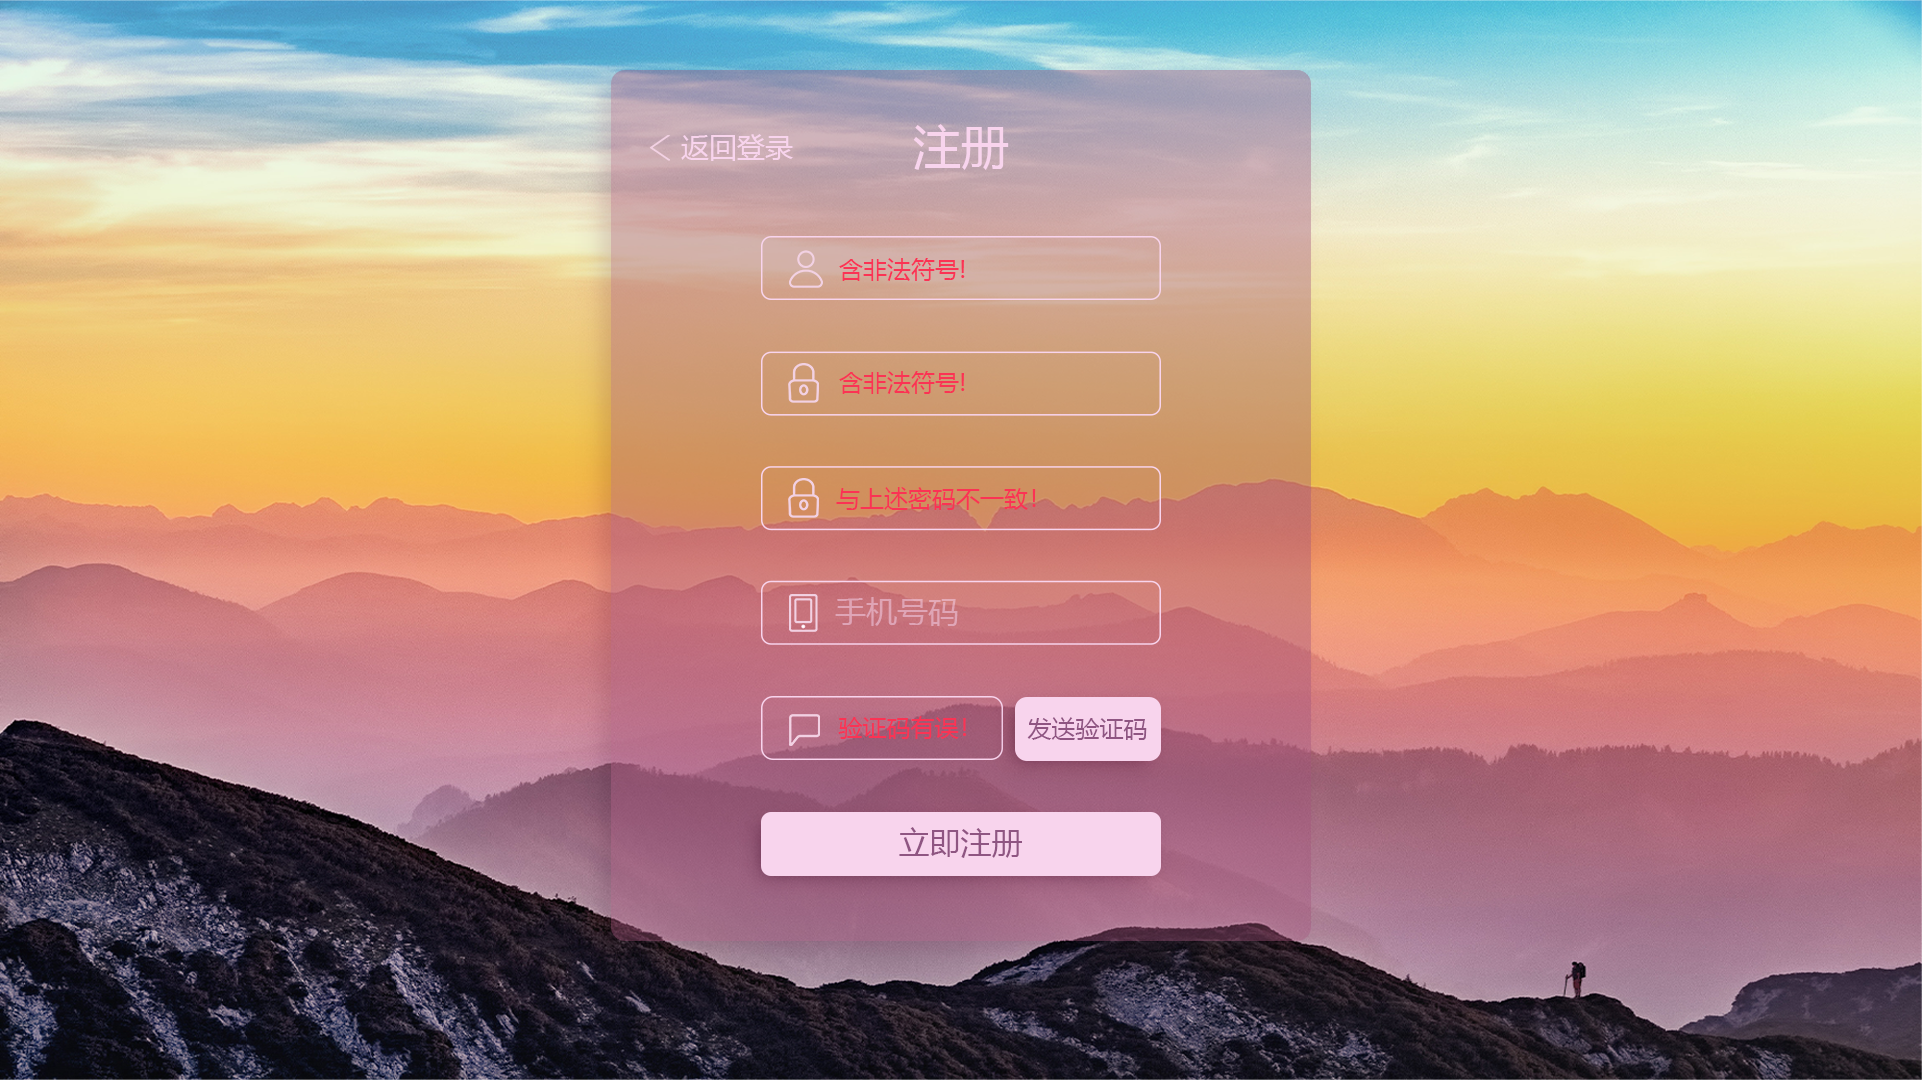 返回登录
注册
含非法符号!
含非法符号!
与上述密码不一致!
手机号码
验证码有误!
发送验证码
立即注册